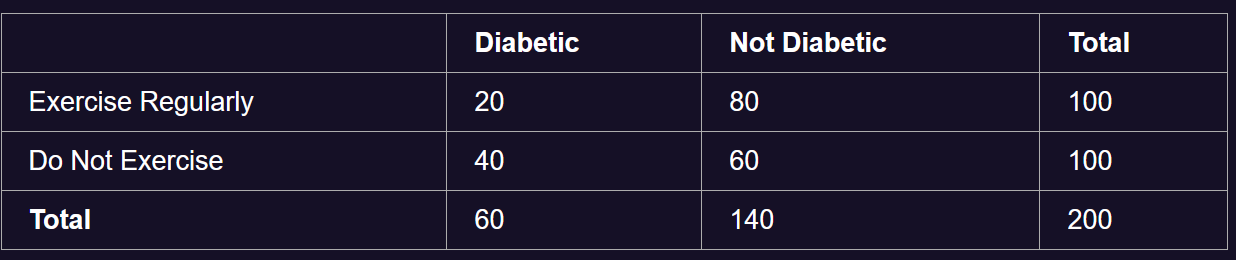 Diabetic Not Diabetic Total
Exercise Regularly 20 80 100
Do Not Exercise 40 60 100
Total 60 140 200